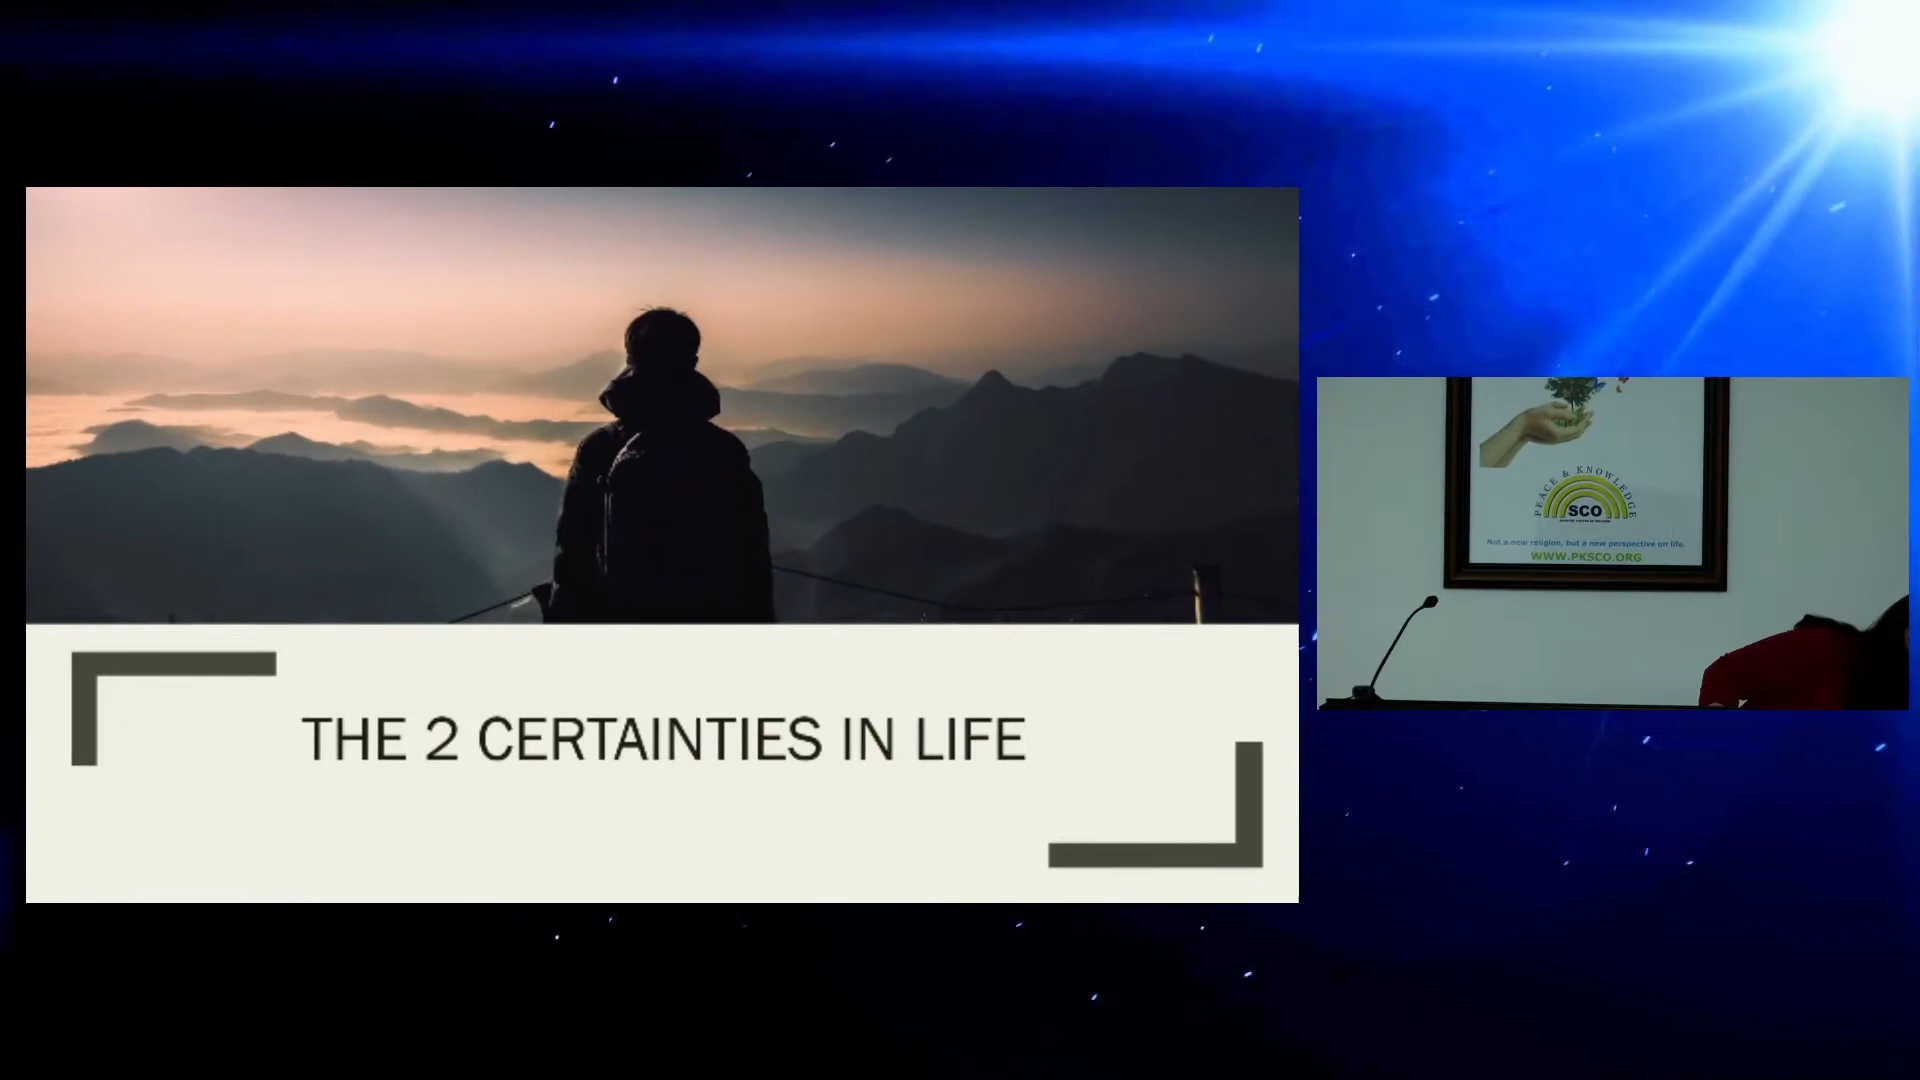 THE 2 CERTAINTIES IN LIFE
PEACE & KNOWLEDGE
SCO
Not a new religion, but a new perspective on life.
WWW.PKSCO.ORG